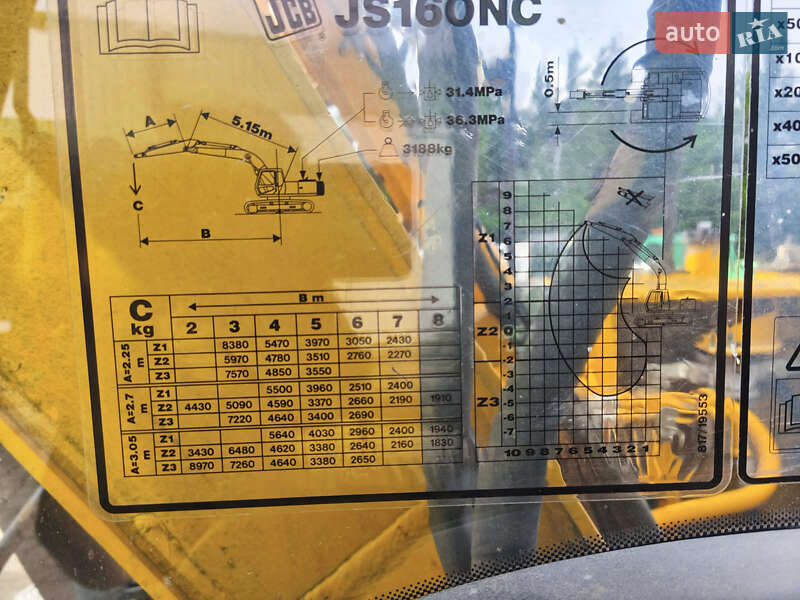 JCB JS160NC
auto RIA
.com
A
5.15m
31.4MPa
36.3MPa
3188kg
0.5m
C
B
C kg B m
2 3 4 5 6 7 8
A=2.25 E
Z1 8380 5470 3970 3050 2430
Z2 5970 4780 3510 2760 2270
Z3 7570 4850 3550
A=2.7 E
Z1 5500 3960 2510 2400
Z2 4430 5090 4590 3370 2660 2190 1910
Z3 7220 4640 3400 2690
A=3.05 E
Z1 5640 4030 2960 2400 1940
Z2 3430 6480 4620 3380 2640 2160 1830
Z3 8970 7260 4640 3380 2650
9
8
7
Z1 6
5
4
3
2
1
Z2 0
-1
-2
-3
-4
Z3 -5
-6
-7
10 9 8 7 6 5 4 3 2 1
817/19553
x50
x10
x20
x40
x50